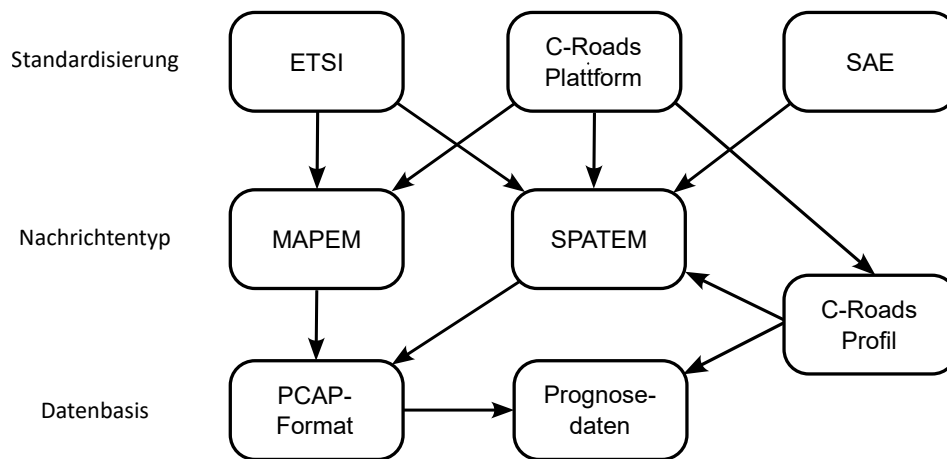 Standardisierung
ETSI
C-Roads
Plattform
SAE
Nachrichtentyp
MAPEM
SPATEM
C-Roads
Profil
Datenbasis
PCAP-
Format
Prognose-
daten